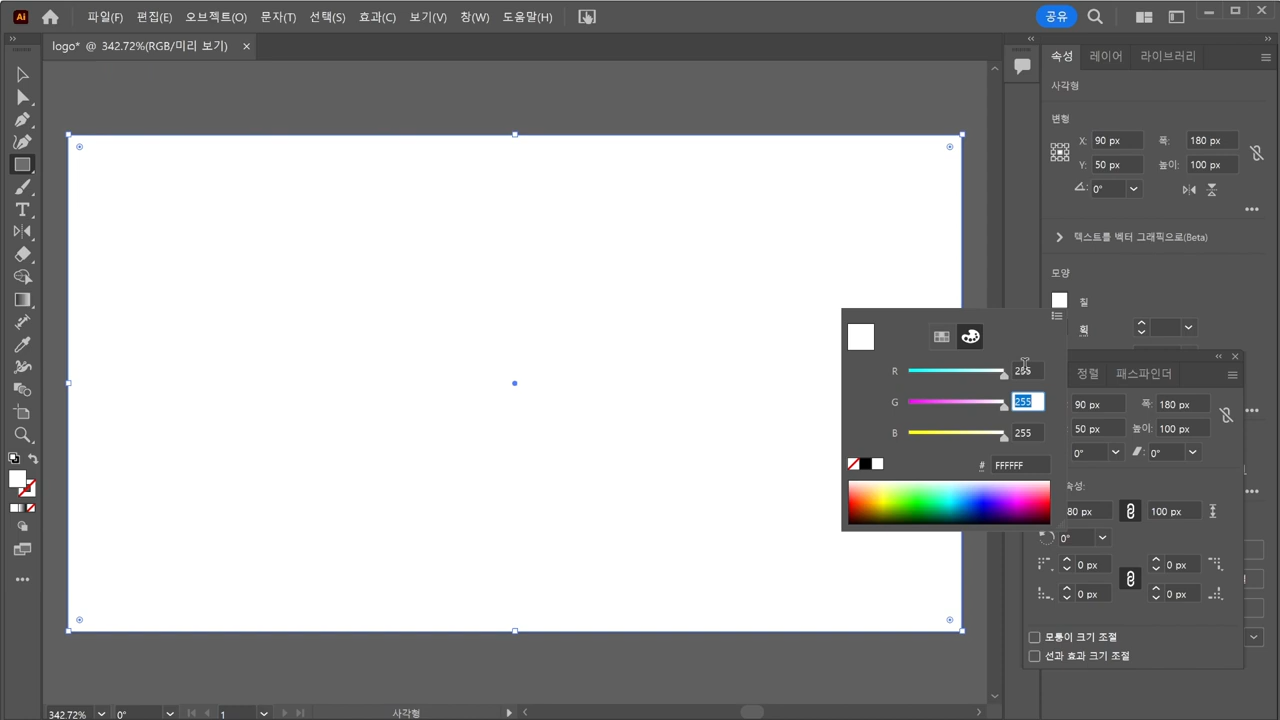 Ai 파일(F) 편집(E) 오브젝트(O) 문자(T) 선택(S) 효과(C) 보기(V) 창(W) 도움말(H) 공유
logo* @ 342.72%(RGB/미리 보기) ×
속성 레이어 라이브러리
사각형
변형
X: 90 px 폭: 180 px
Y: 50 px 높이: 100 px
0°
텍스트를 벡터 그래픽으로(Beta)
모양
칠
획
R 255
G 255
B 255
# FFFFFF
정렬 패스파인더
90 px 폭: 180 px
50 px 높이: 100 px
0° 0°
속성:
80 px 100 px
0°
0 px 0 px
0 px 0 px
모퉁이 크기 조절
선과 효과 크기 조절
342.72% 0° 1 사각형